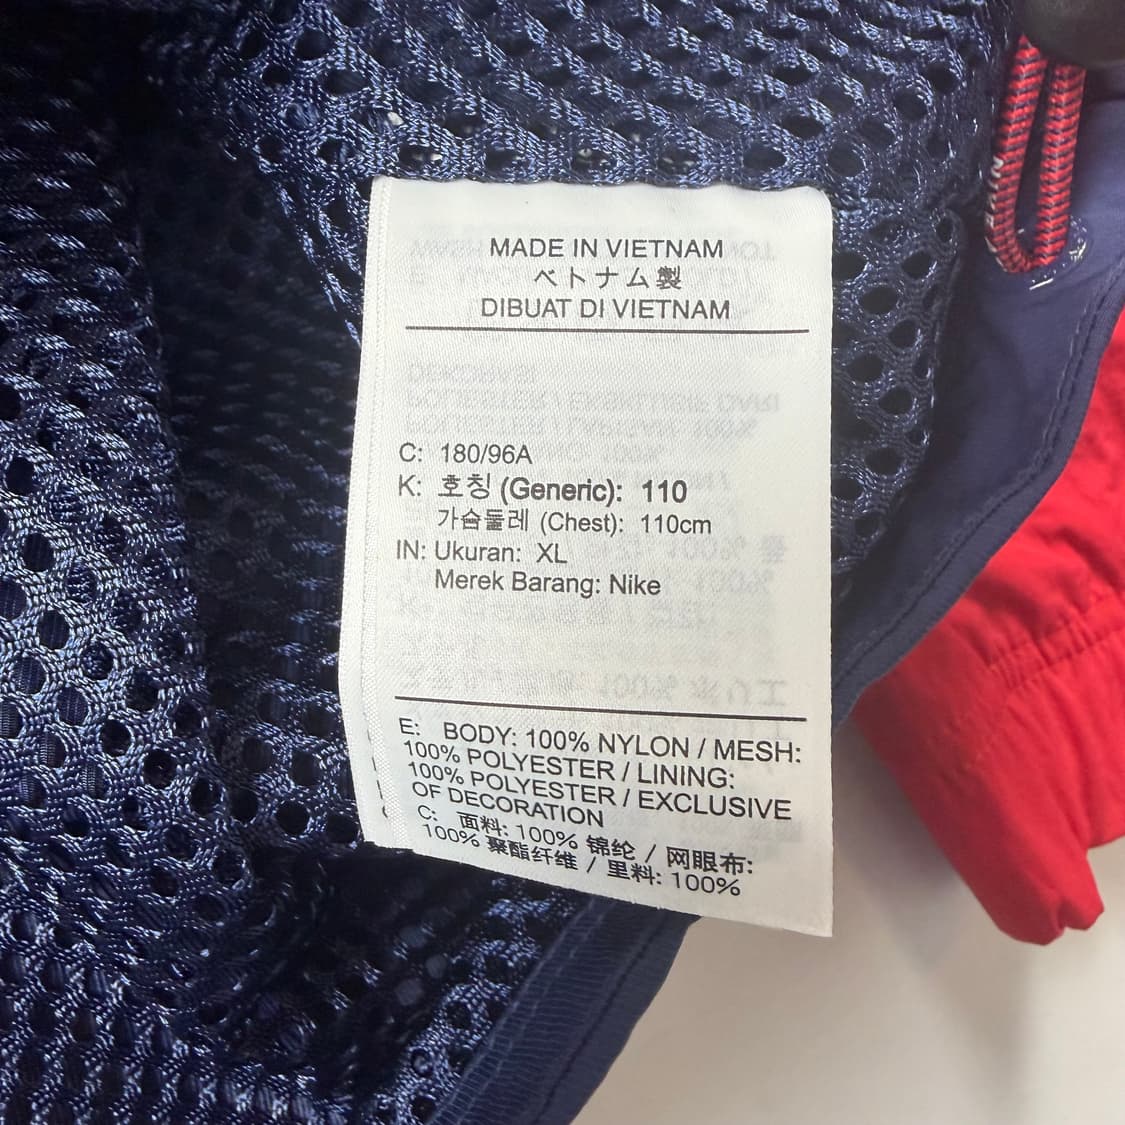 MADE IN VIETNAM
ベトナム製
DIBUAT DI VIETNAM
C: 180/96A
K: 호칭 (Generic): 110
가슴둘레 (Chest): 110cm
IN: Ukuran: XL
Merek Barang: Nike
E: BODY: 100% NYLON / MESH:
100% POLYESTER / LINING:
100% POLYESTER / EXCLUSIVE
OF DECORATION
C: 面料: 100% 锦纶 / 网眼布:
100% 聚酯纤维 / 里料: 100%